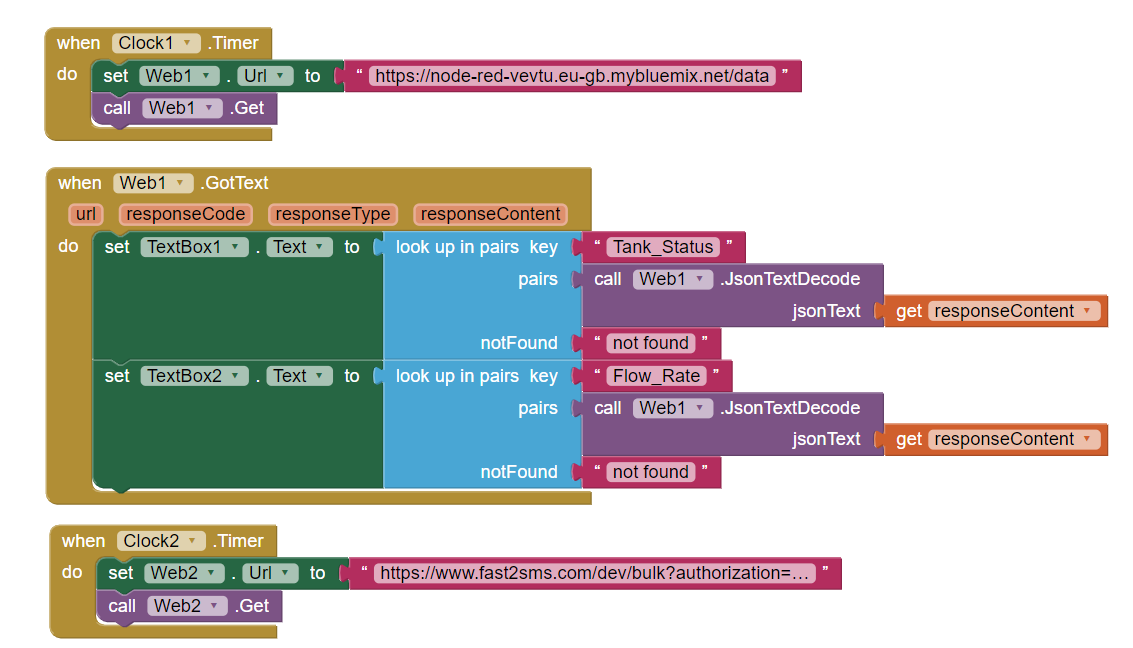 when Clock1 .Timer
do set Web1 . Url to “ https://node-red-vevtu.eu-gb.mybluemix.net/data ”
call Web1 .Get
when Web1 .GotText
url responseCode responseType responseContent
do set TextBox1 . Text to look up in pairs key “ Tank_Status ”
pairs call Web1 .JsonTextDecode
jsonText get responseContent
notFound “ not found ”
set TextBox2 . Text to look up in pairs key “ Flow_Rate ”
pairs call Web1 .JsonTextDecode
jsonText get responseContent
notFound “ not found ”
when Clock2 .Timer
do set Web2 . Url to “ https://www.fast2sms.com/dev/bulk?authorization=… ”
call Web2 .Get